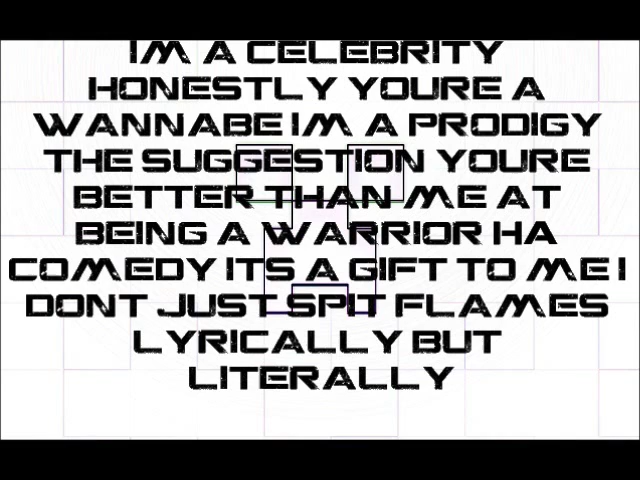 IM A CELEBRITY
HONESTLY YOURE A
WANNABE IM A PRODIGY
THE SUGGESTION YOURE
BETTER THAN ME AT
BEING A WARRIOR HA
COMEDY ITS A GIFT TO ME I
DONT JUST SPIT FLAMES
LYRICALLY BUT
LITERALLY